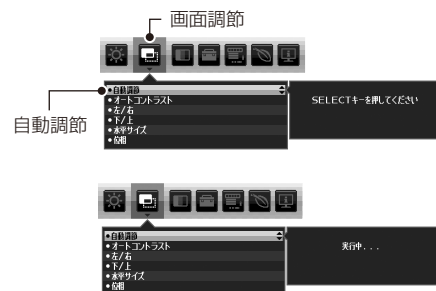 画面調節
•自動調節
SELECTキーを押してください
•オートコントラスト
•左/右
•下/上
•水平サイズ
•位相
自動調節
•自動調節
実行中...
•オートコントラスト
•左/右
•下/上
•水平サイズ
•位相